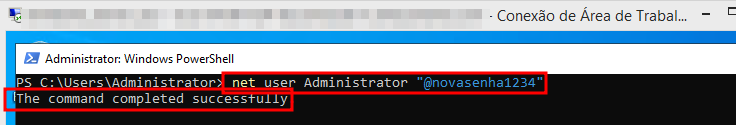 - Conexão de Área de Trabal...
Administrator: Windows PowerShell
PS C:\Users\Administrator> net user Administrator "@novasenha1234"
The command completed successfully